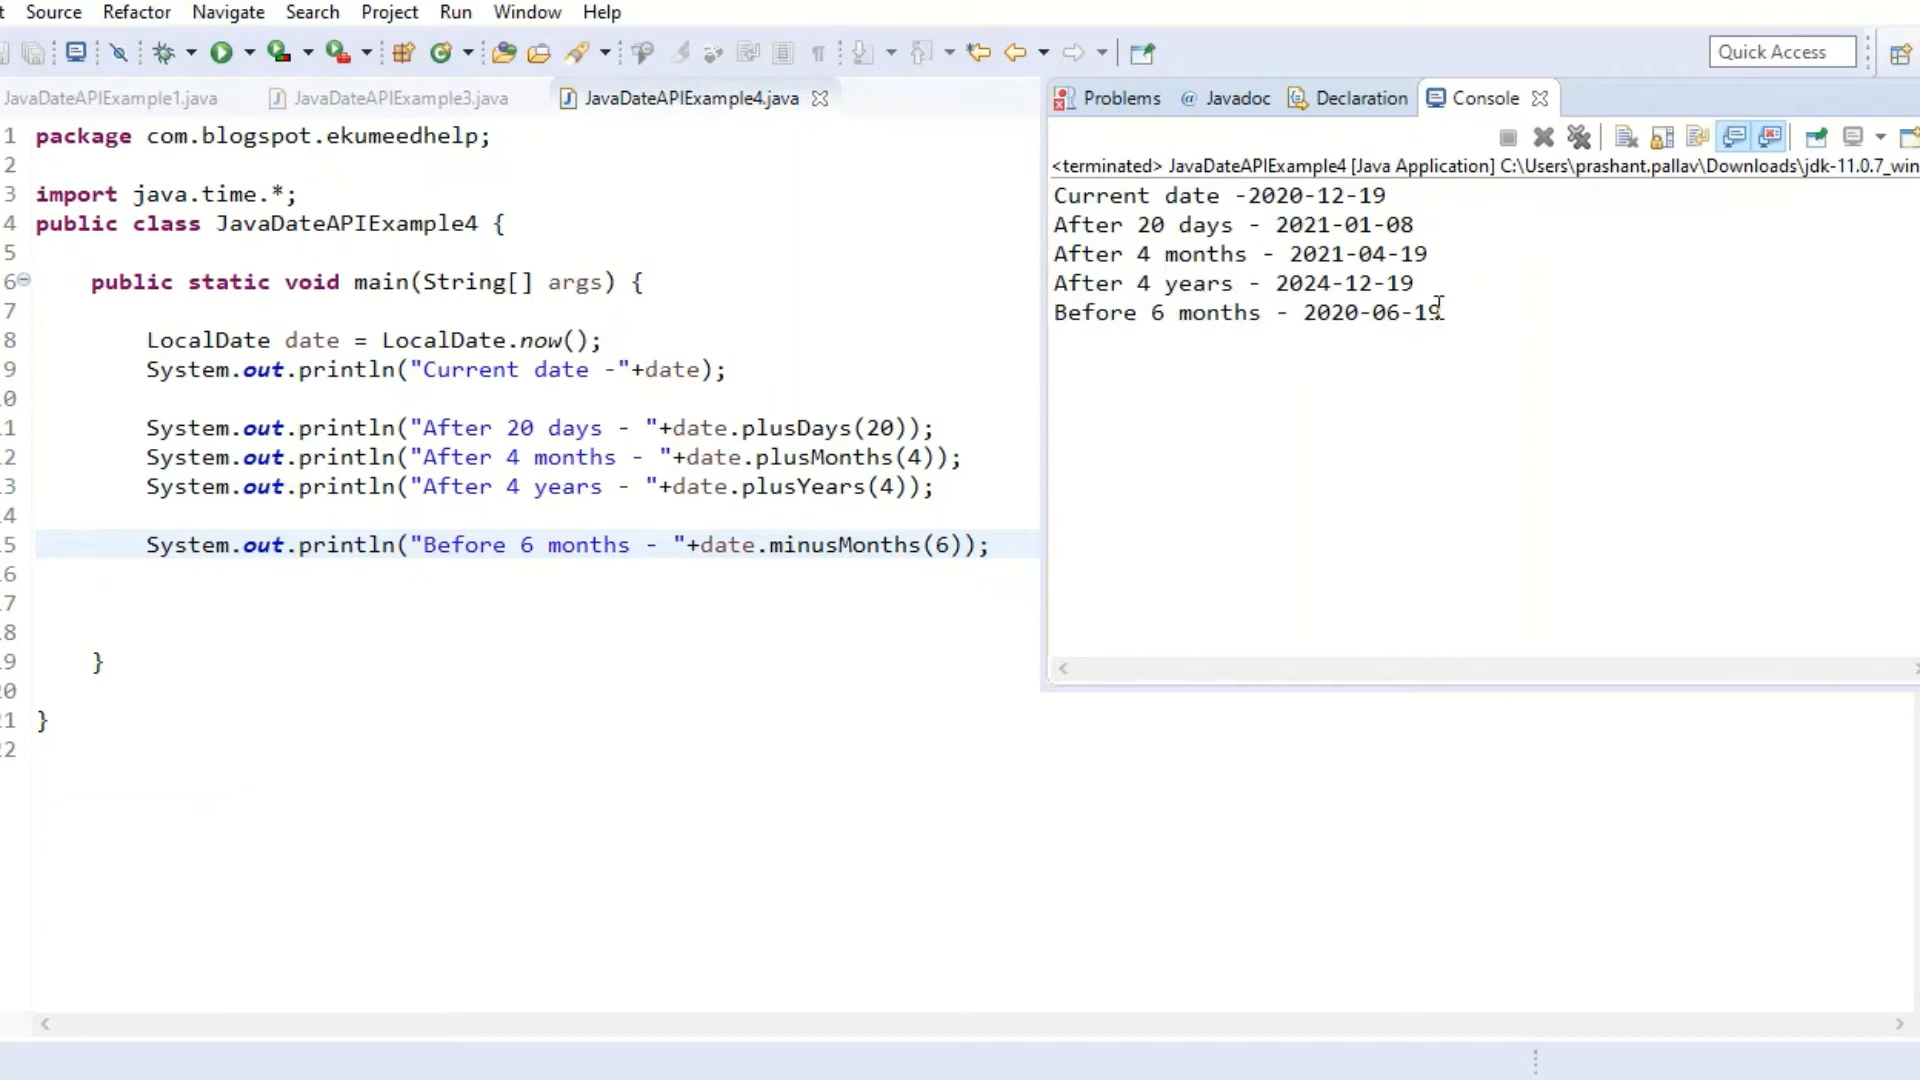 t Source Refactor Navigate Search Project Run Window Help
Quick Access
JavaDateAPIExample1.java JavaDateAPIExample3.java JavaDateAPIExample4.java
Problems @ Javadoc Declaration Console
<terminated> JavaDateAPIExample4 [Java Application] C:\Users\prashant.pallav\Downloads\jdk-11.0.7_win
1 package com.blogspot.ekumeedhelp;
2
3 import java.time.*;
4 public class JavaDateAPIExample4 {
5
6 public static void main(String[] args) {
7
8 LocalDate date = LocalDate.now();
9 System.out.println("Current date -"+date);
0
1 System.out.println("After 20 days - "+date.plusDays(20));
2 System.out.println("After 4 months - "+date.plusMonths(4));
3 System.out.println("After 4 years - "+date.plusYears(4));
4
5 System.out.println("Before 6 months - "+date.minusMonths(6));
6
7
8
9 }
0
1 }
2
Current date -2020-12-19
After 20 days - 2021-01-08
After 4 months - 2021-04-19
After 4 years - 2024-12-19
Before 6 months - 2020-06-19